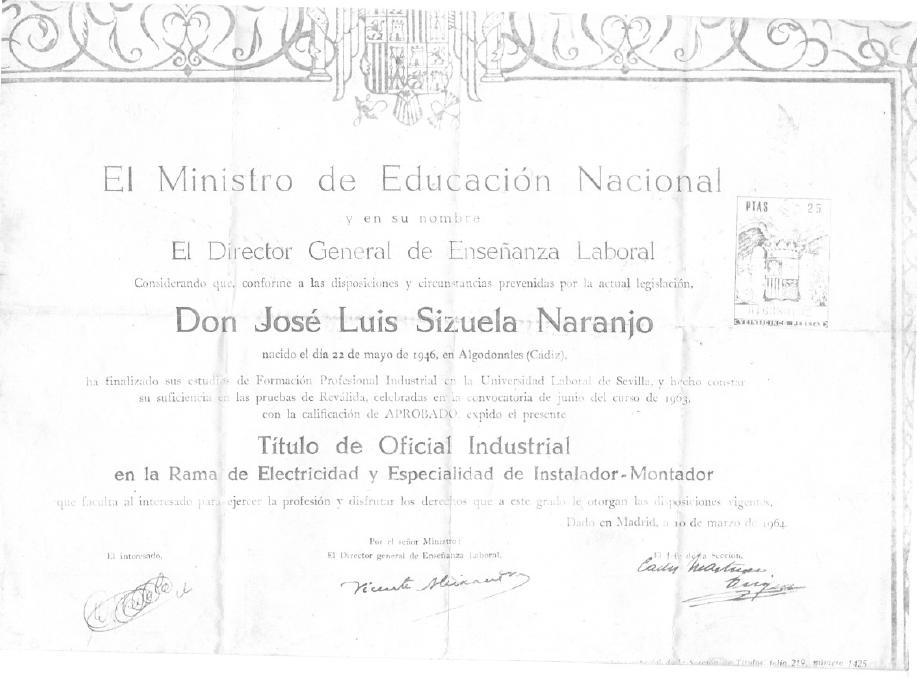 El Ministro de Educación Nacional
y en su nombre
El Director General de Enseñanza Laboral
Considerando que, conforme a las disposiciones y circunstancias prevenidas por la actual legislación,
PTAS 25
VEINTICINCO PESETAS
Don José Luis Sizuela Naranjo
nacido el día 22 de mayo de 1946, en Algodonales (Cádiz),
ha finalizado sus estudios de Formación Profesional Industrial en la Universidad Laboral de Sevilla, y hecho constar
su suficiencia en las pruebas de Reválida, celebradas en la convocatoria de junio del curso de 1963,
con la calificación de APROBADO, expido el presente
Título de Oficial Industrial
en la Rama de Electricidad y Especialidad de Instalador-Montador
que faculta al interesado para ejercer la profesión y disfrutar los derechos que a este grado le otorgan las disposiciones vigentes.
Dado en Madrid, a 10 de marzo de 1964.
Por el señor Ministro:
El interesado,
El Director general de Enseñanza Laboral,
El Jefe de la Sección,
Vicente
de la Sección de Títulos, folio 219, número 1425